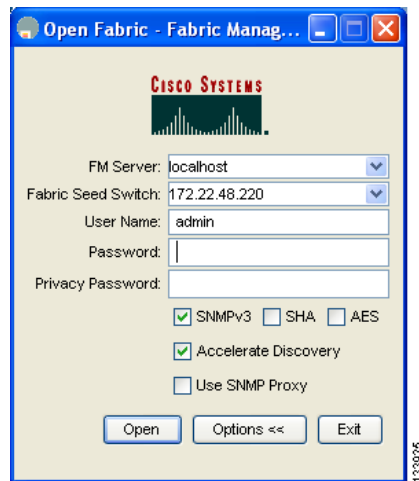 Open Fabric - Fabric Manag...
CISCO SYSTEMS
FM Server: localhost
Fabric Seed Switch: 172.22.48.220
User Name: admin
Password:
Privacy Password:
SNMPv3 SHA AES
Accelerate Discovery
Use SNMP Proxy
Open Options << Exit